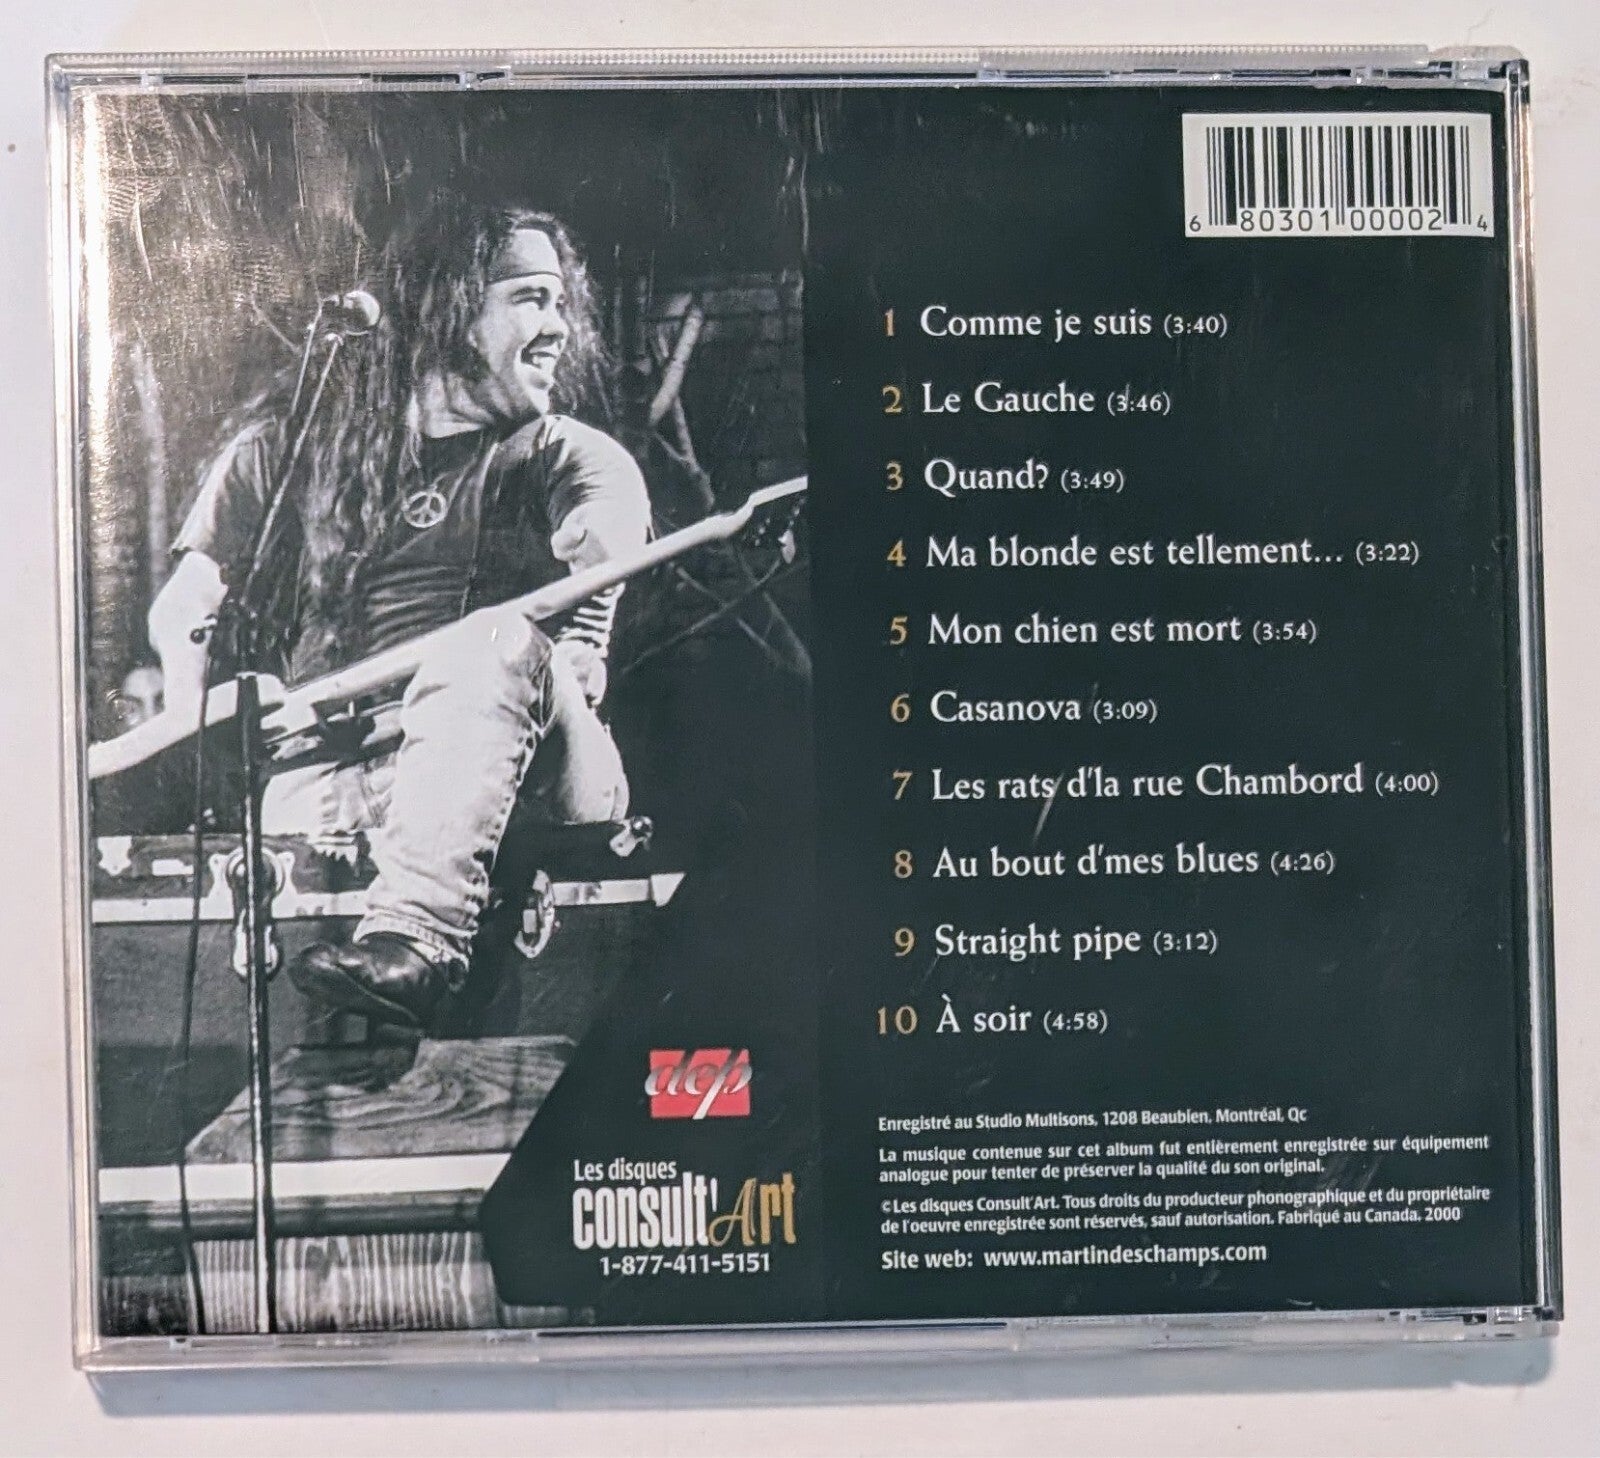 6 80301 00002 4
1 Comme je suis (3:40)
2 Le Gauche (3:46)
3 Quand? (3:49)
4 Ma blonde est tellement... (3:22)
5 Mon chien est mort (3:54)
6 Casanova (3:09)
7 Les rats d'la rue Chambord (4:00)
8 Au bout d'mes blues (4:26)
9 Straight pipe (3:12)
10 À soir (4:58)
dep
Les disques
consult'Art
1-877-411-5151
Enregistré au Studio Multisons, 1208 Beaubien, Montréal, Qc
La musique contenue sur cet album fut entièrement enregistrée sur équipement
analogue pour tenter de préserver la qualité du son original.
© Les disques Consult'Art. Tous droits du producteur phonographique et du propriétaire
de l'oeuvre enregistrée sont réservés, sauf autorisation. Fabriqué au Canada. 2000
Site web: www.martindeschamps.com